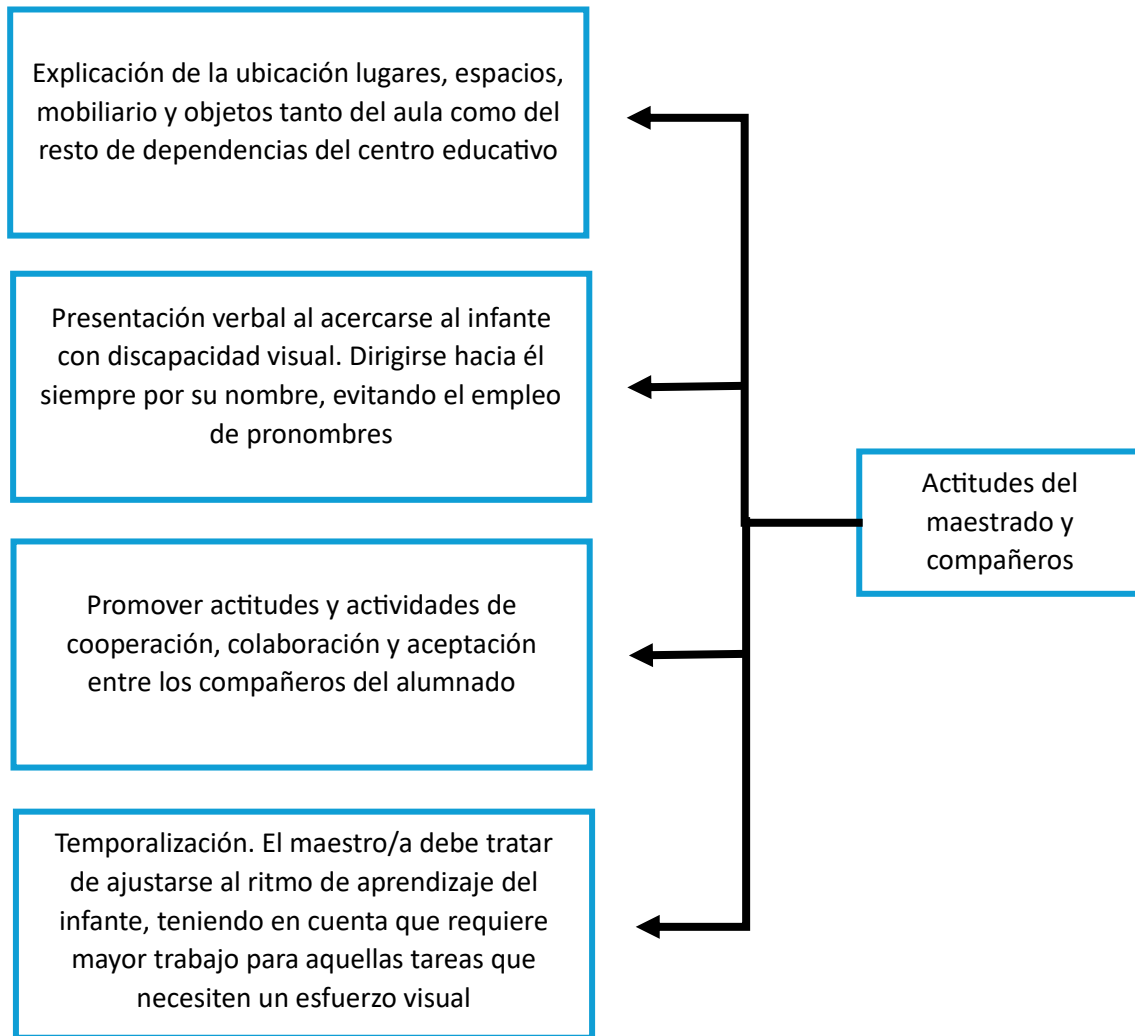 Explicación de la ubicación lugares, espacios,
mobiliario y objetos tanto del aula como del
resto de dependencias del centro educativo
Presentación verbal al acercarse al infante
con discapacidad visual. Dirigirse hacia él
siempre por su nombre, evitando el empleo
de pronombres
Promover actitudes y actividades de
cooperación, colaboración y aceptación
entre los compañeros del alumnado
Temporalización. El maestro/a debe tratar
de ajustarse al ritmo de aprendizaje del
infante, teniendo en cuenta que requiere
mayor trabajo para aquellas tareas que
necesiten un esfuerzo visual
Actitudes del
maestrado y
compañeros